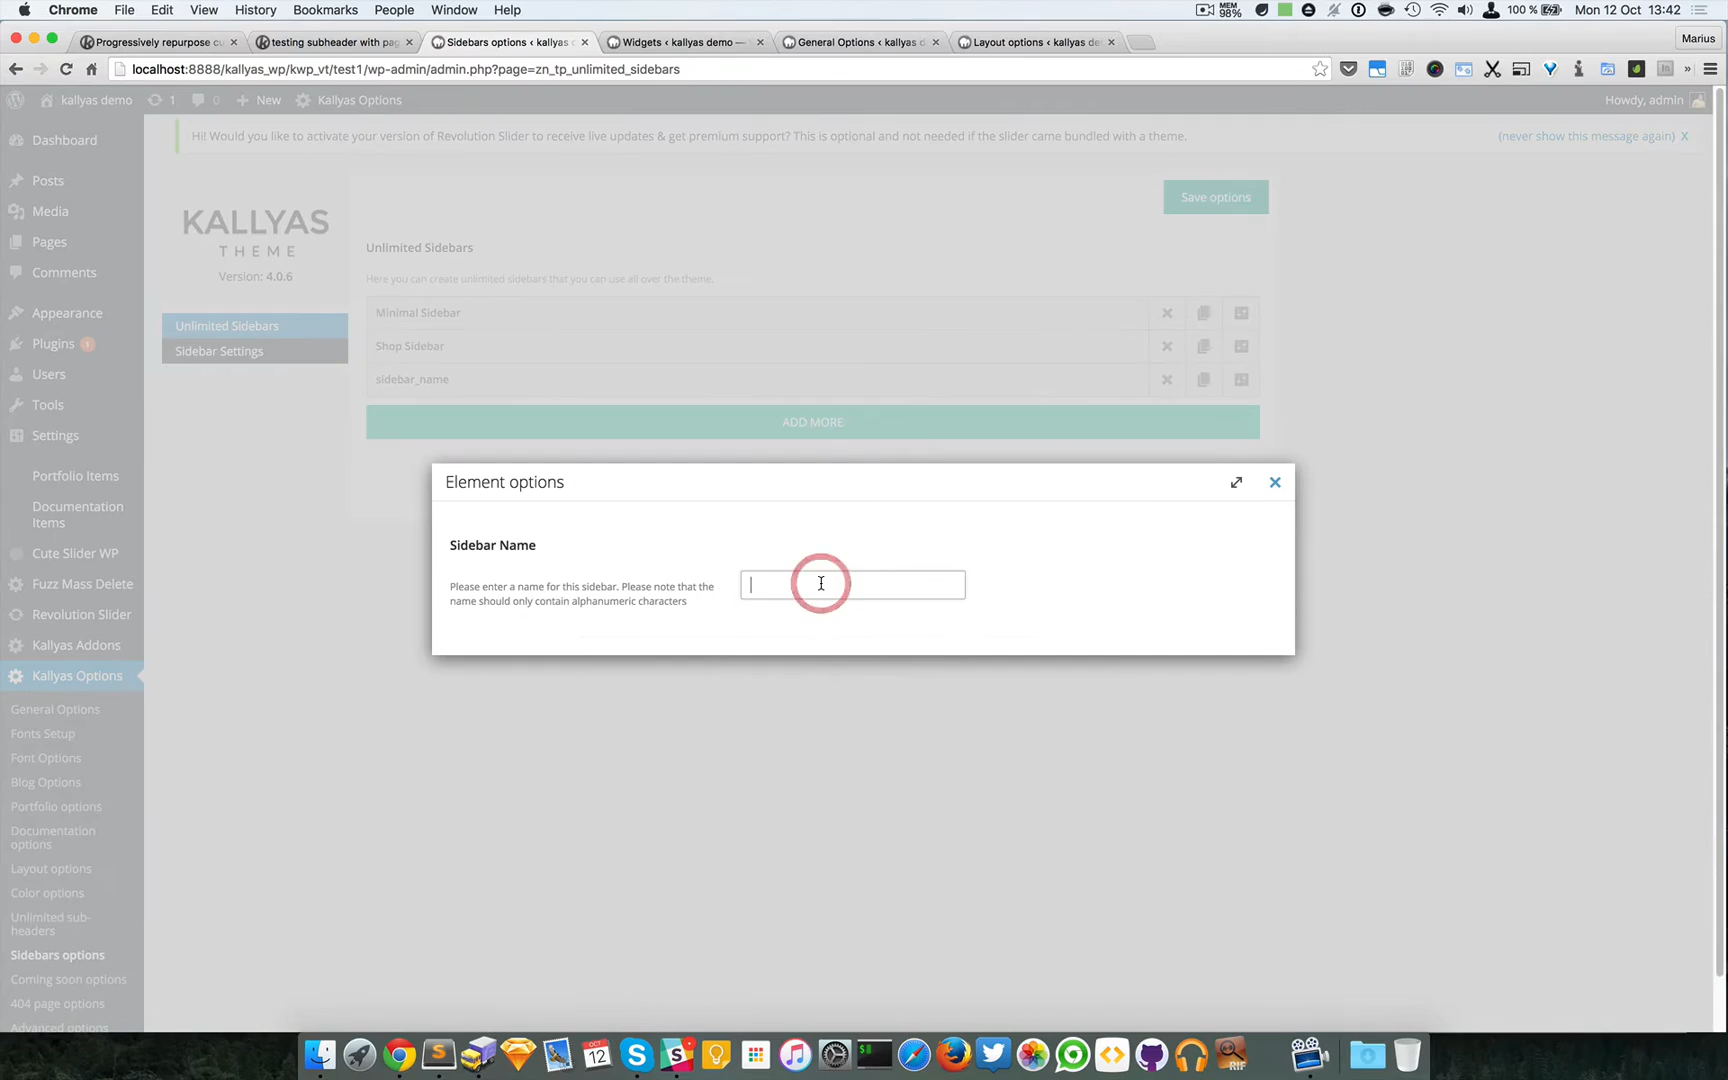 Chrome File Edit View History Bookmarks People Window Help
MEM 98% 100% Mon 12 Oct 13:42
Progressively repurpose cu
testing subheader with pag
Sidebars options ‹ kallyas
Widgets ‹ kallyas demo —
General Options ‹ kallyas d
Layout options ‹ kallyas de
Marius
localhost:8888/kallyas_wp/kwp_vt/test1/wp-admin/admin.php?page=zn_tp_unlimited_sidebars
kallyas demo 1 0 New Kallyas Options
Howdy, admin
Hi! Would you like to activate your version of Revolution Slider to receive live updates & get premium support? This is optional and not needed if the slider came bundled with a theme.
(never show this message again) X
Dashboard
Posts
Media
Pages
Comments
Appearance
Plugins 1
Users
Tools
Settings
Portfolio Items
Documentation
Items
Cute Slider WP
Fuzz Mass Delete
Revolution Slider
Kallyas Addons
Kallyas Options
General Options
Fonts Setup
Font Options
Blog Options
Portfolio options
Documentation
options
Layout options
Color options
Unlimited sub-
headers
Sidebars options
Coming soon options
404 page options
Advanced options
KALLYAS
THEME
Version: 4.0.6
Unlimited Sidebars
Sidebar Settings
Save options
Unlimited Sidebars
Here you can create unlimited sidebars that you can use all over the theme.
Minimal Sidebar
Shop Sidebar
sidebar_name
ADD MORE
Element options
Sidebar Name
Please enter a name for this sidebar. Please note that the
name should only contain alphanumeric characters
OCT
12
RIF